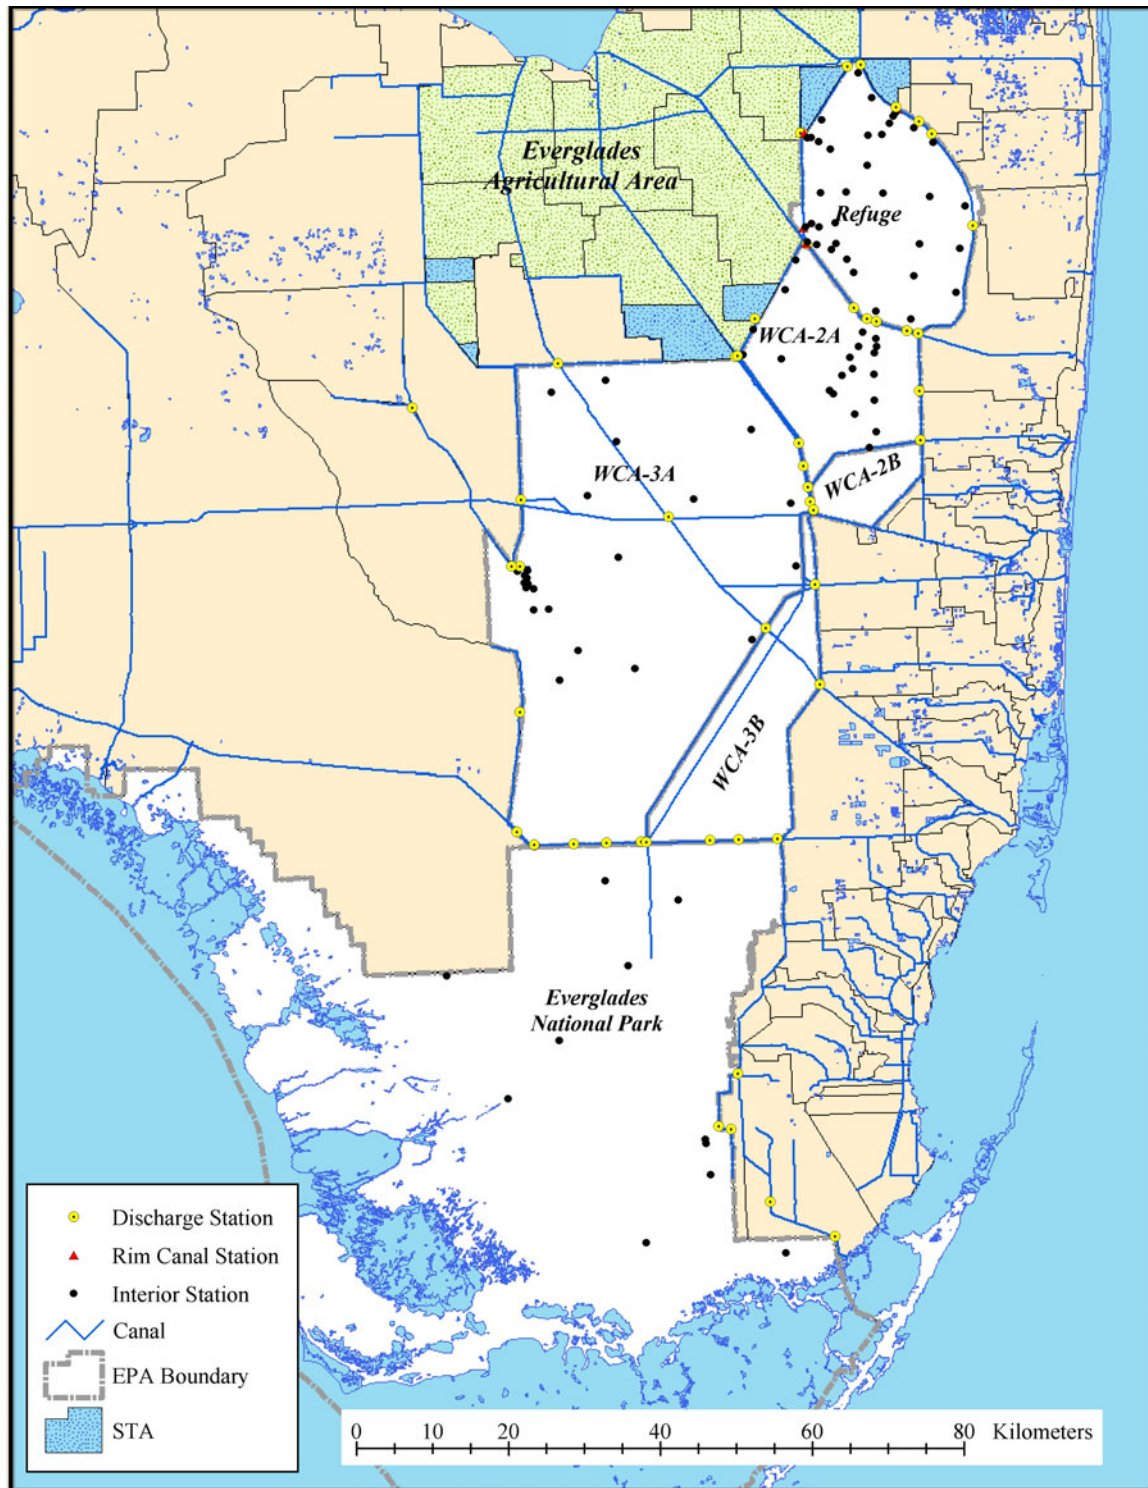 Everglades
Agricultural Area
Refuge
WCA-2A
WCA-2B
WCA-3A
WCA-3B
Everglades
National Park
Discharge Station
Rim Canal Station
Interior Station
Canal
EPA Boundary
STA
0 10 20 40 60 80 Kilometers